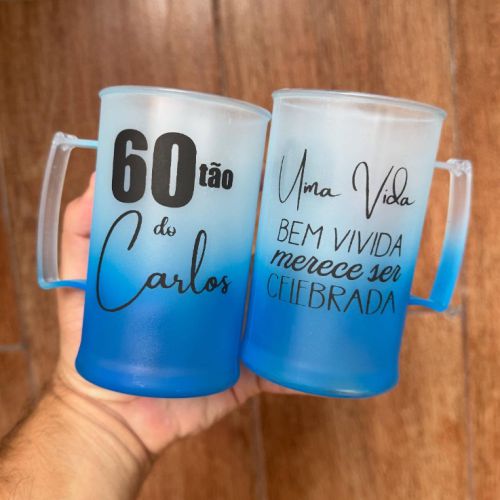 60tão
do
Carlos
Uma Vida
BEM VIVIDA
merece ser
CELEBRADA